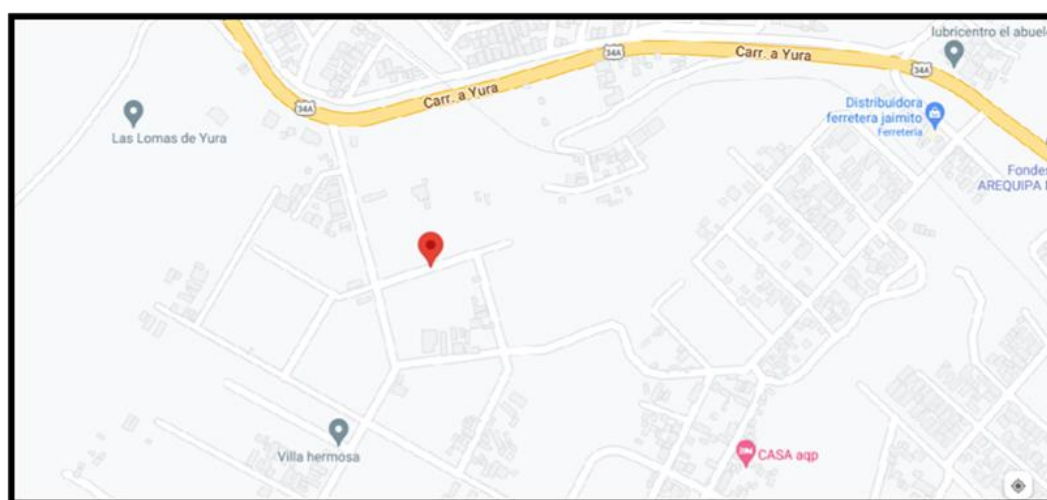 lubricentro el abuel
34A
Carr. a Yura
34A
Carr. a Yura
34A
Distribuidora
ferretera jaimito
Ferretería
Las Lomas de Yura
Fondes
AREQUIPA
Villa hermosa
CASA aqp